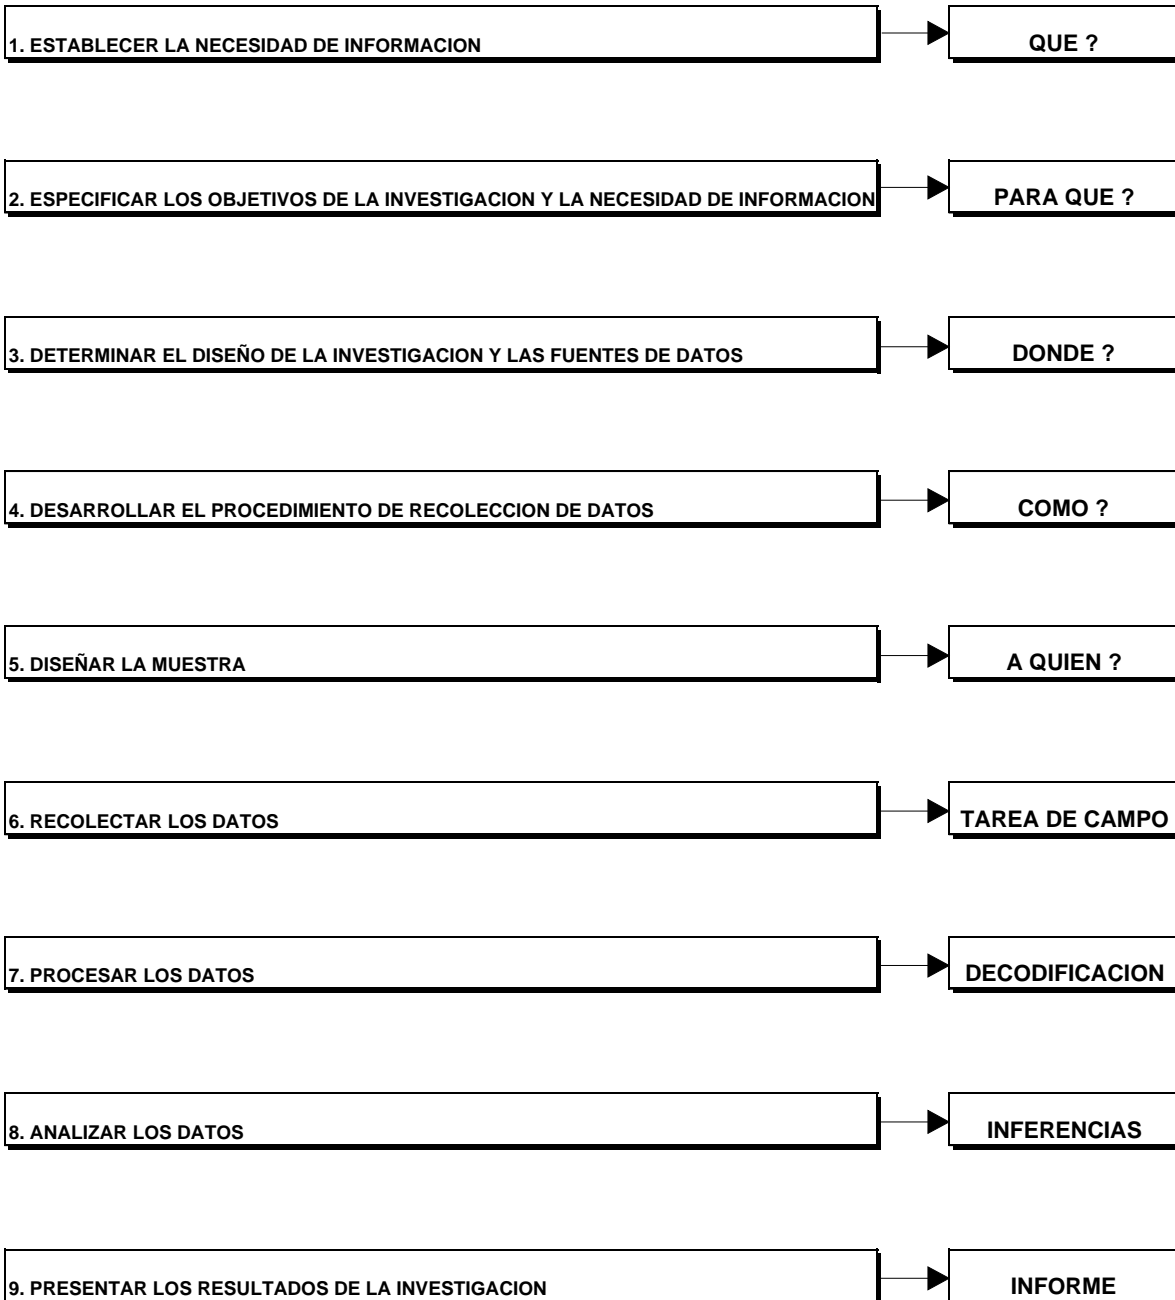 1. ESTABLECER LA NECESIDAD DE INFORMACION
QUE ?
2. ESPECIFICAR LOS OBJETIVOS DE LA INVESTIGACION Y LA NECESIDAD DE INFORMACION
PARA QUE ?
3. DETERMINAR EL DISEÑO DE LA INVESTIGACION Y LAS FUENTES DE DATOS
DONDE ?
4. DESARROLLAR EL PROCEDIMIENTO DE RECOLECCION DE DATOS
COMO ?
5. DISEÑAR LA MUESTRA
A QUIEN ?
6. RECOLECTAR LOS DATOS
TAREA DE CAMPO
7. PROCESAR LOS DATOS
DECODIFICACION
8. ANALIZAR LOS DATOS
INFERENCIAS
9. PRESENTAR LOS RESULTADOS DE LA INVESTIGACION
INFORME